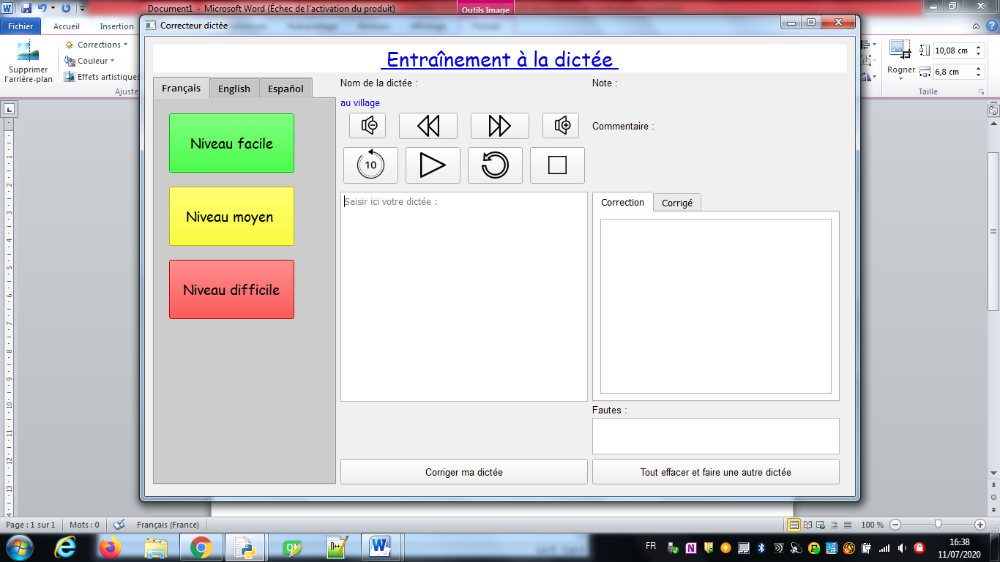 Document1 - Microsoft Word (Échec de l'activation du produit)
Outils Image
Fichier
Accueil
Insertion
Supprimer
l'arrière-plan
Corrections
Couleur
Effets artistiques
Ajuste
Rogner
10,08 cm
6,8 cm
Taille
Correcteur dictée
Entraînement à la dictée
Français
English
Español
Niveau facile
Niveau moyen
Niveau difficile
Nom de la dictée :
au village
10
Saisir ici votre dictée :
Corriger ma dictée
Note :
Commentaire :
Correction
Corrigé
Fautes :
Tout effacer et faire une autre dictée
Page : 1 sur 1
Mots : 0
Français (France)
100 %
FR
16:38
11/07/2020